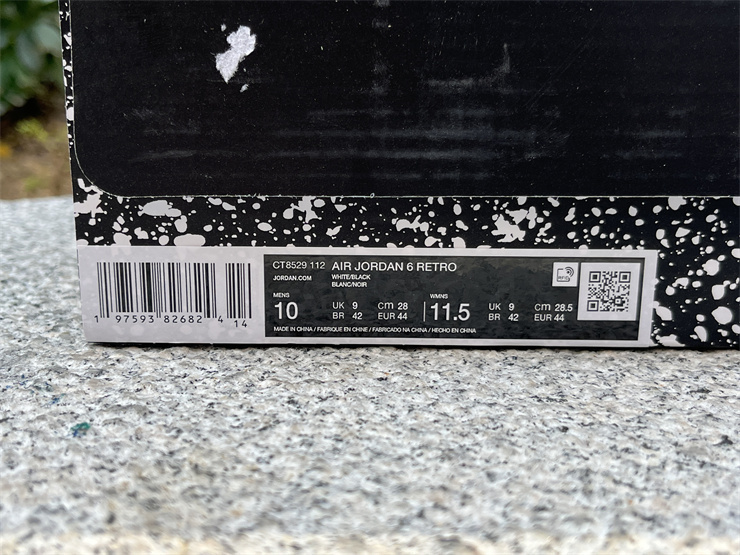 CT8529 112 AIR JORDAN 6 RETRO
JORDAN.COM WHITE/BLACK
BLANC/NOIR
RFID
MENS
10 UK 9 CM 28
BR 42 EUR 44
WMNS
11.5 UK 9 CM 28.5
BR 42 EUR 44
MADE IN CHINA / FABRIQUE EN CHINE / FABRICADO NA CHINA / HECHO EN CHINA
1 97593 82682 4 14